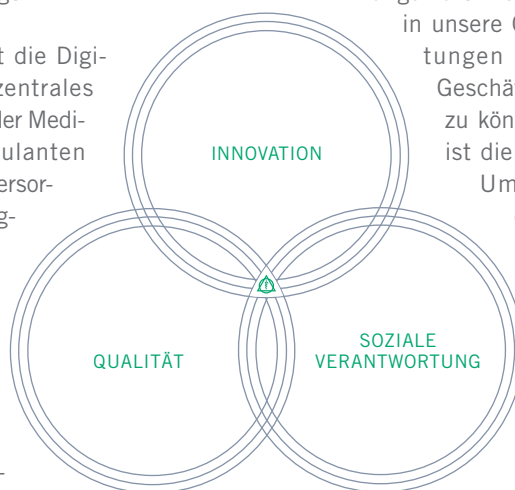 t die Digi-
zentrales
der Medi-
ulanten
ersor-
g-
in unsere
tungen
Geschä
zu kön
ist die
Um
INNOVATION
QUALITÄT
SOZIALE
VERANTWORTUNG